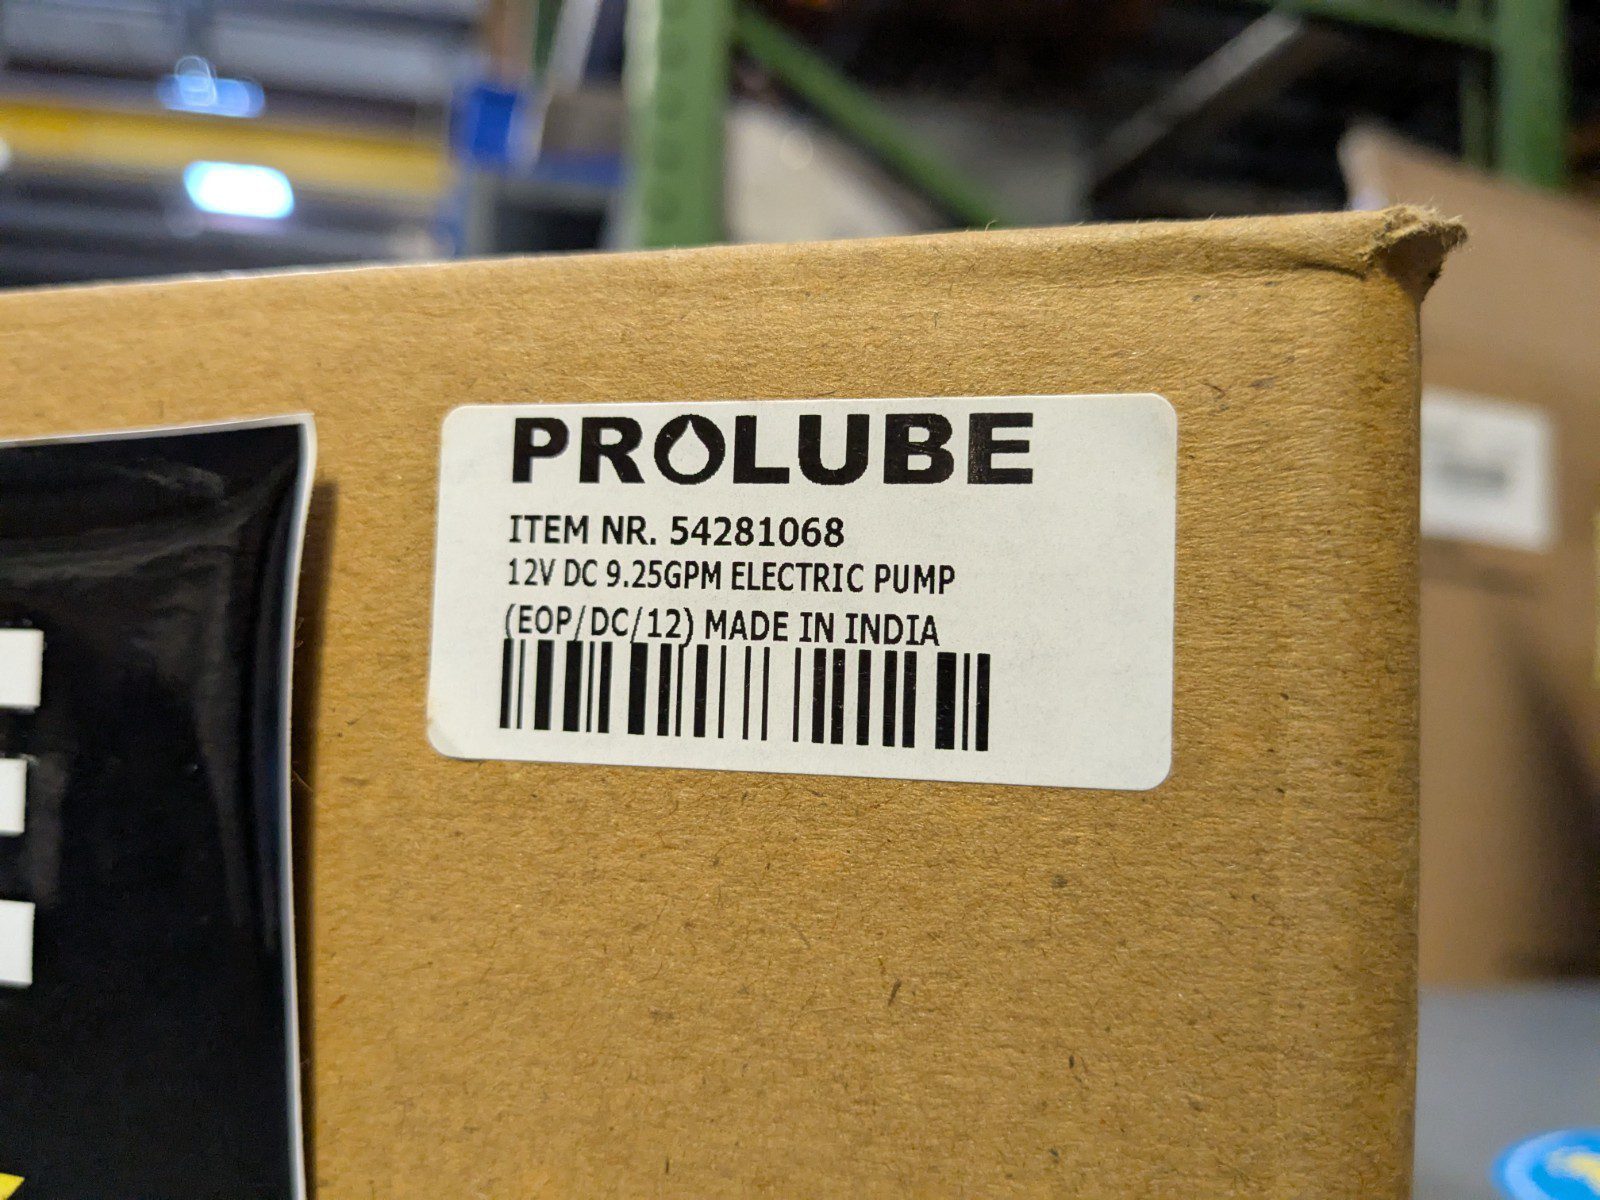 PROLUBE
ITEM NR. 54281068
12V DC 9.25GPM ELECTRIC PUMP
(EOP/DC/12) MADE IN INDIA